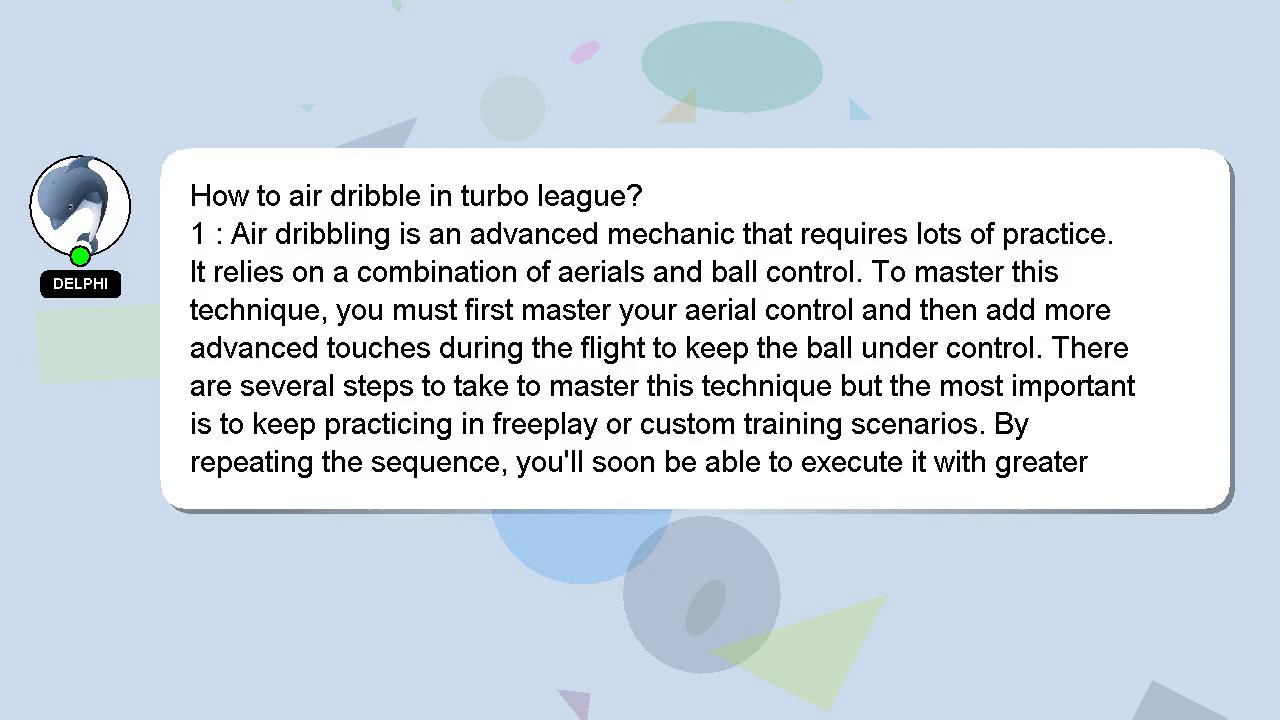 How to air dribble in turbo league?
1 : Air dribbling is an advanced mechanic that requires lots of practice.
It relies on a combination of aerials and ball control. To master this
technique, you must first master your aerial control and then add more
advanced touches during the flight to keep the ball under control. There
are several steps to take to master this technique but the most important
is to keep practicing in freeplay or custom training scenarios. By
repeating the sequence, you'll soon be able to execute it with greater
DELPHI